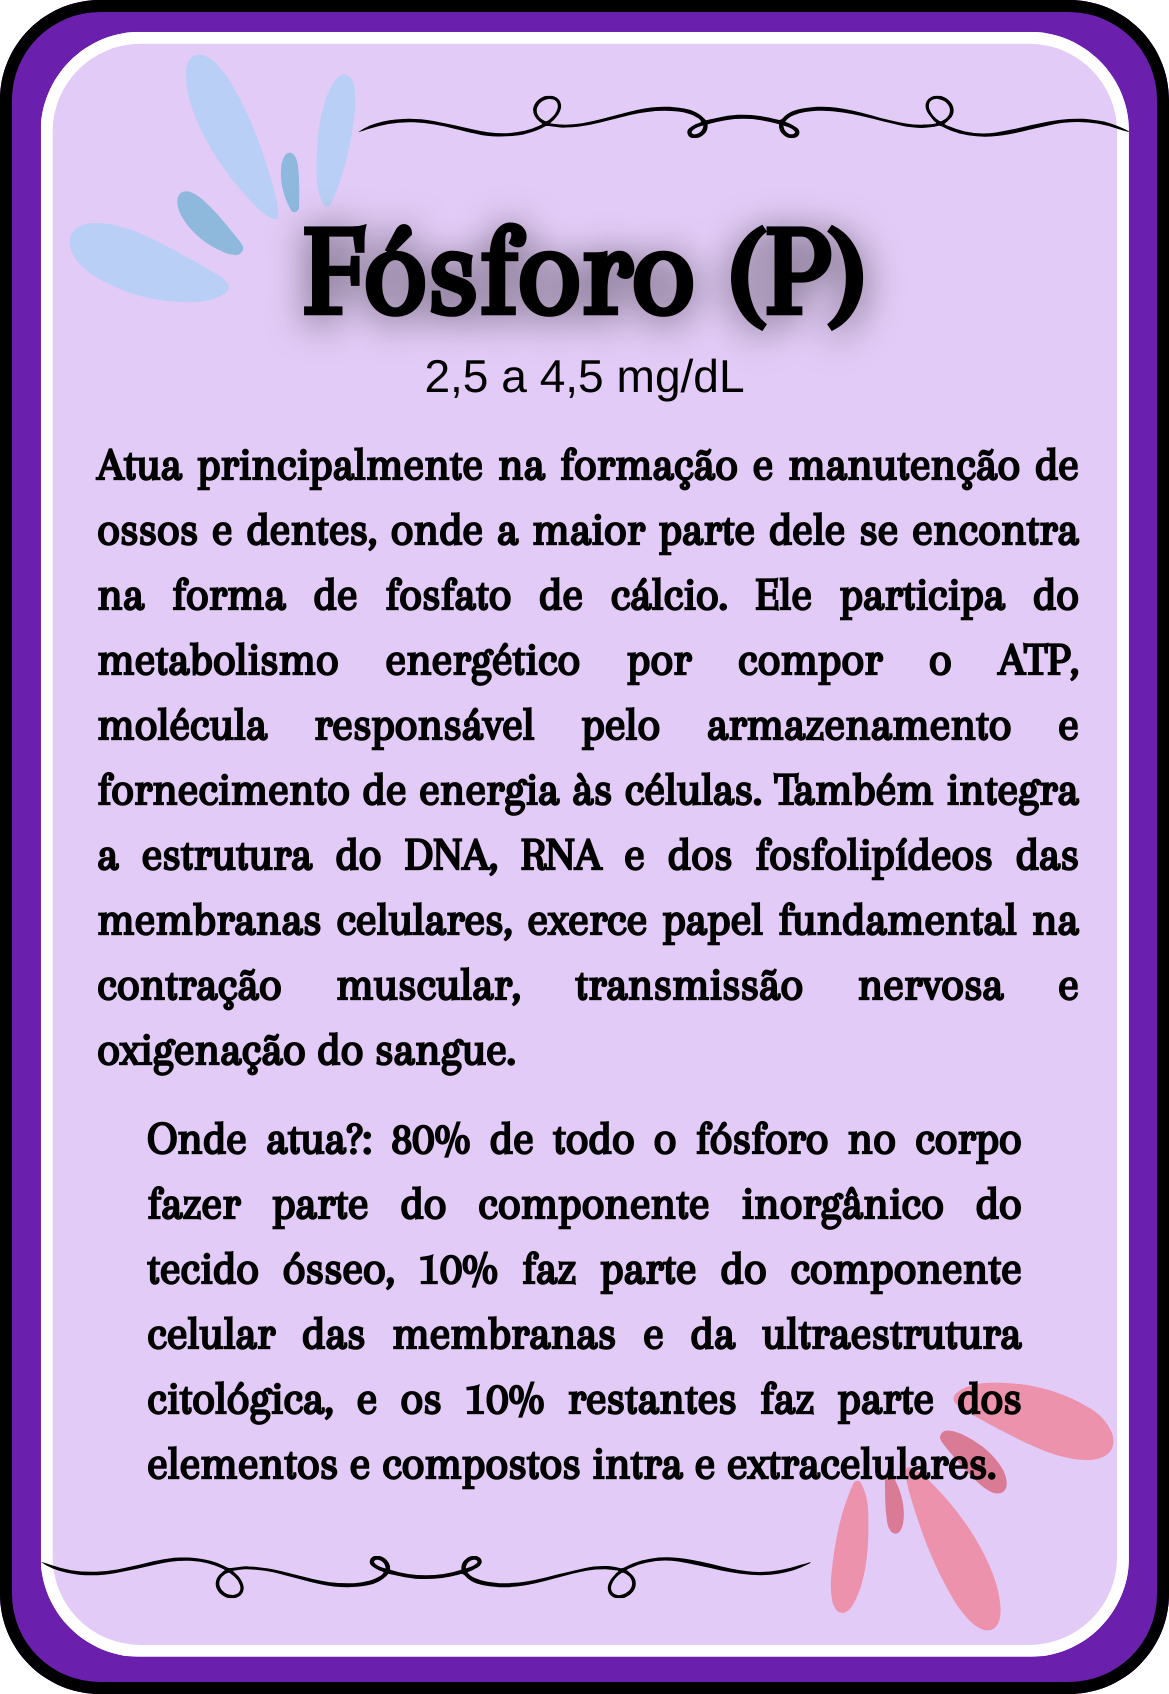 Fósforo (P)
2,5 a 4,5 mg/dL
Atua principalmente na formação e manutenção de
ossos e dentes, onde a maior parte dele se encontra
na forma de fosfato de cálcio. Ele participa do
metabolismo energético por compor o ATP,
molécula responsável pelo armazenamento e
fornecimento de energia às células. Também integra
a estrutura do DNA, RNA e dos fosfolipídeos das
membranas celulares, exerce papel fundamental na
contração muscular, transmissão nervosa e
oxigenação do sangue.
Onde atua?: 80% de todo o fósforo no corpo
fazer parte do componente inorgânico do
tecido ósseo, 10% faz parte do componente
celular das membranas e da ultraestrutura
citológica, e os 10% restantes faz parte dos
elementos e compostos intra e extracelulares.